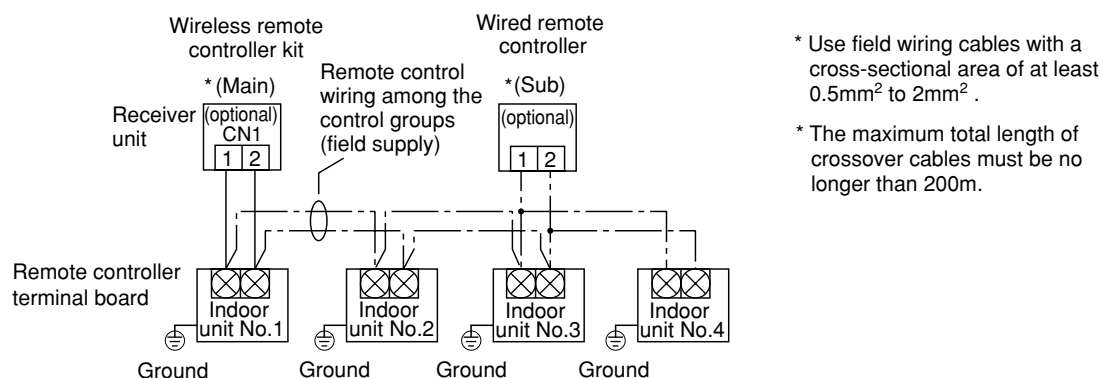 Wireless remote
controller kit
* (Main)
Receiver
unit
(optional)
CN1
1 2
Remote control
wiring among the
control groups
(field supply)
Wired remote
controller
* (Sub)
(optional)
1 2
* Use field wiring cables with a
cross-sectional area of at least
0.5mm² to 2mm² .
* The maximum total length of
crossover cables must be no
longer than 200m.
Remote controller
terminal board
Indoor
unit No.1
Indoor
unit No.2
Indoor
unit No.3
Indoor
unit No.4
Ground
Ground
Ground
Ground